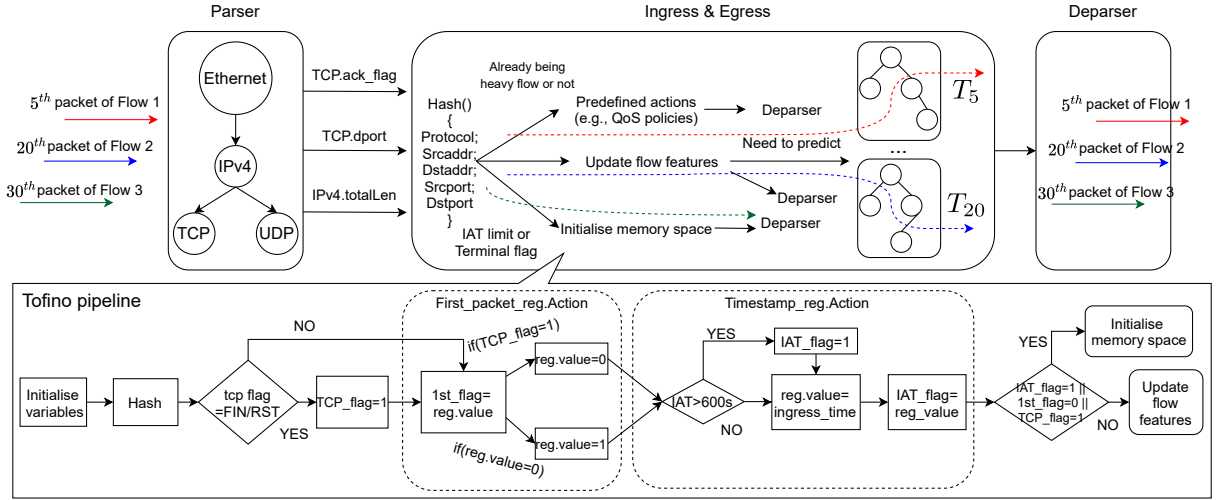 Parser
Ingress & Egress
Deparser
5th packet of Flow 1
20th packet of Flow 2
30th packet of Flow 3
Ethernet
IPv4
TCP
UDP
TCP.ack_flag
TCP.dport
IPv4.totalLen
Hash()
{
Protocol;
Srcaddr;
Dstaddr;
Srcport;
Dstport
}
Already being
heavy flow or not
IAT limit or
Terminal flag
Predefined actions
(e.g., QoS policies)
Deparser
Update flow features
Need to predict
Deparser
Initialise memory space
Deparser
T5
...
T20
5th packet of Flow 1
20th packet of Flow 2
30th packet of Flow 3
Tofino pipeline
Initialise
variables
Hash
tcp flag
=FIN/RST
NO
YES
TCP_flag=1
First_packet_reg.Action
1st_flag=
reg.value
if(TCP_flag=1)
reg.value=0
if(reg.value=0)
reg.value=1
Timestamp_reg.Action
IAT>600s
YES
NO
IAT_flag=1
reg.value=
ingress_time
IAT_flag=
reg_value
IAT_flag=1 ||
1st_flag=0 ||
TCP_flag=1
YES
NO
Initialise
memory space
Update
flow
features